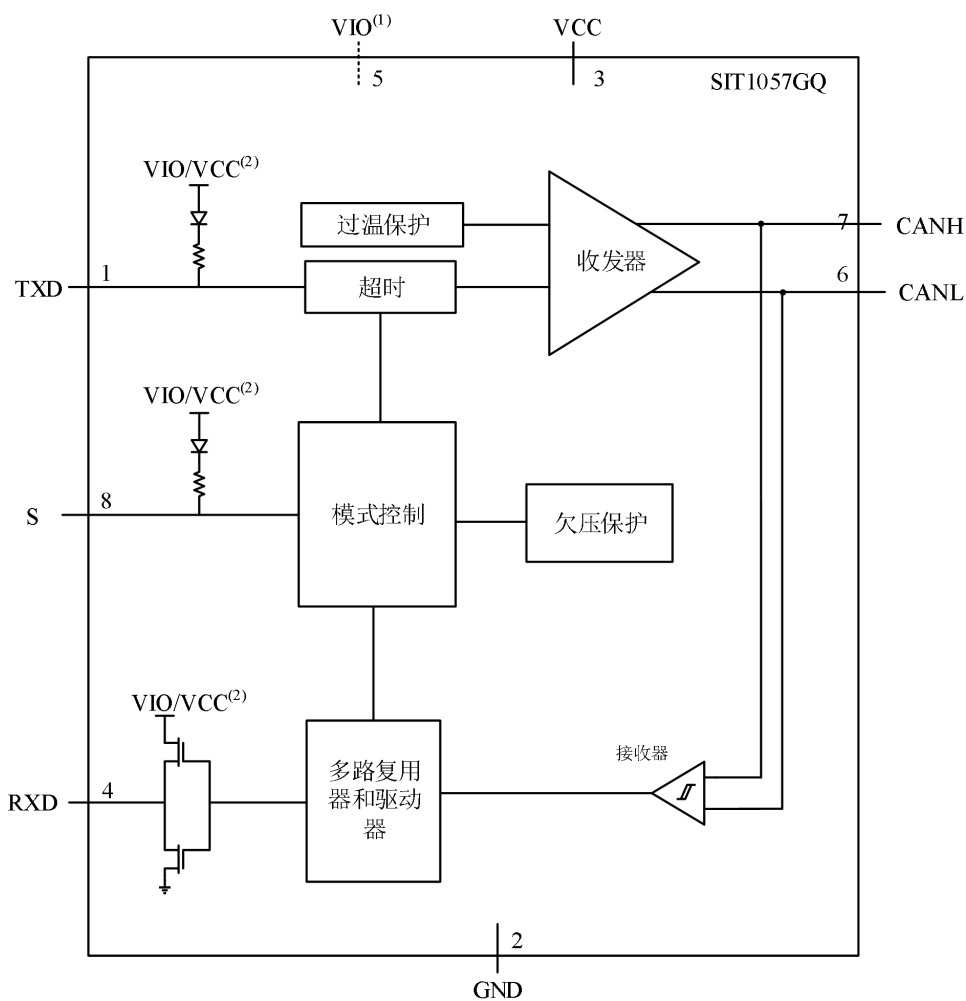 VIO(1)
VCC
5
3
SIT1057GQ
VIO/VCC(2)
过温保护
收发器
7
CANH
TXD
1
超时
6
CANL
VIO/VCC(2)
S
8
模式控制
欠压保护
VIO/VCC(2)
RXD
4
多路复用
器和驱动
器
接收器
2
GND